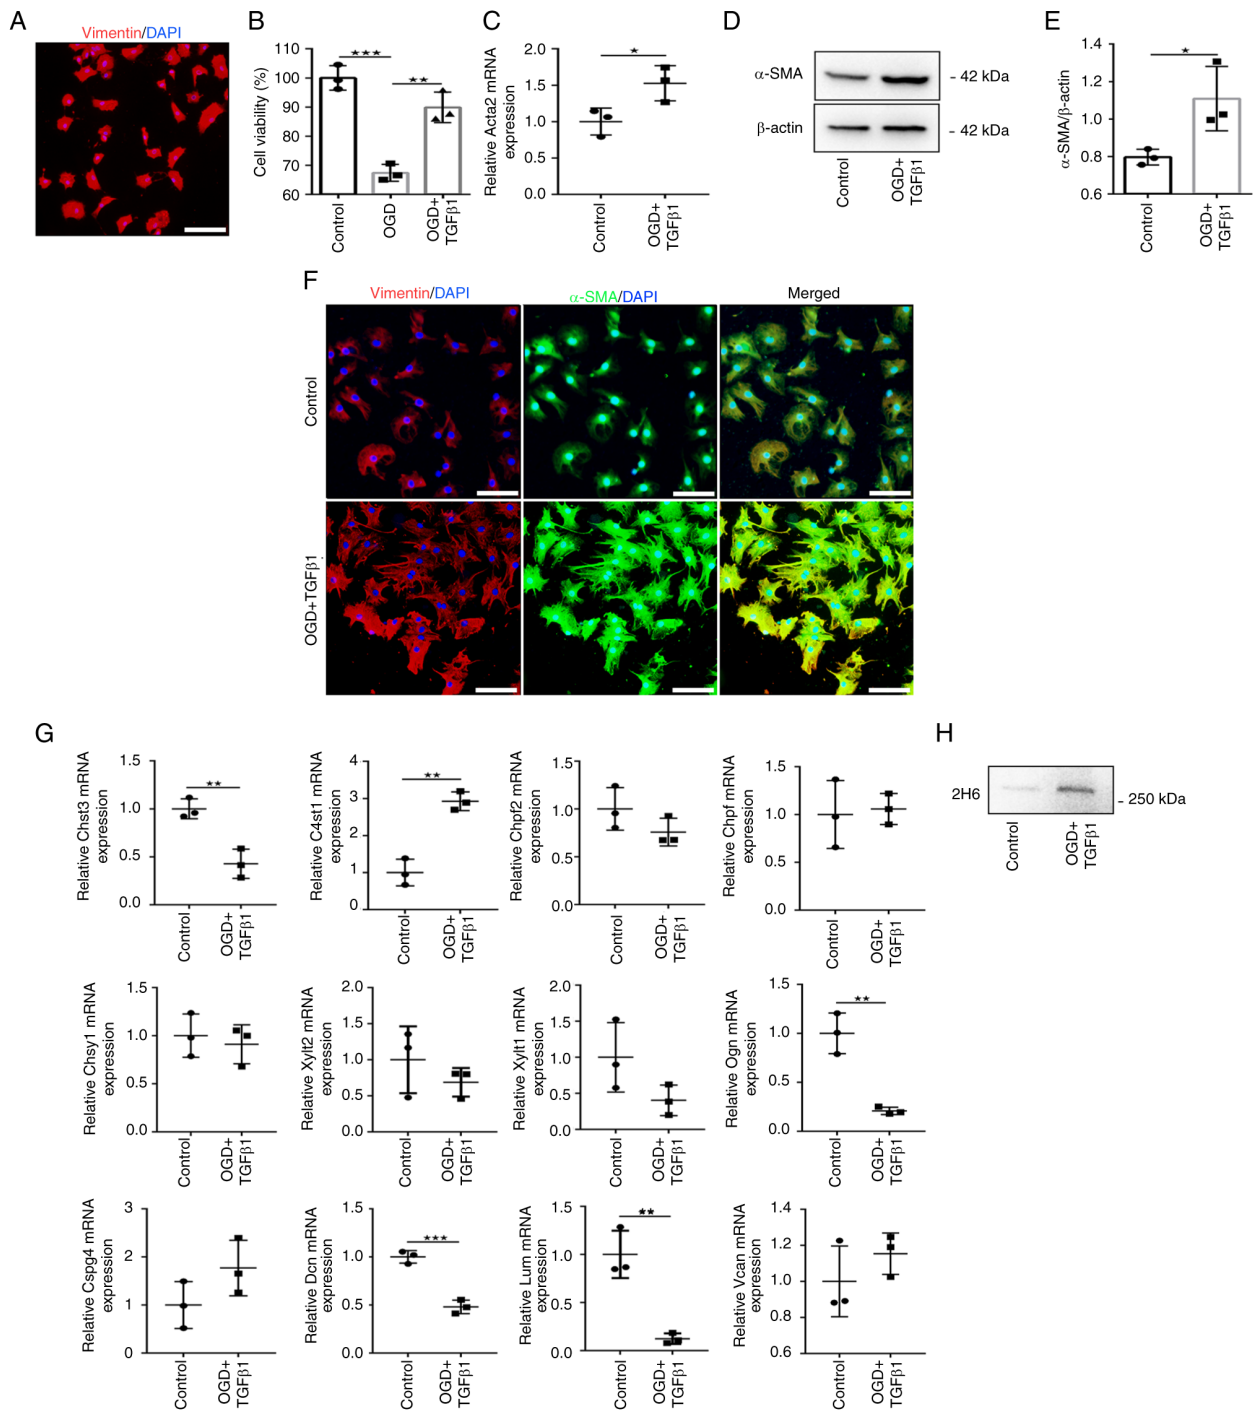 A
Vimentin/DAPI
B
Cell viability (%)
110
100
90
80
70
60
***
**
Control
OGD
OGD+
TGFβ1
C
Relative Acta2 mRNA
expression
2.0
1.5
1.0
0.5
0.0
*
Control
OGD+
TGFβ1
D
α-SMA
- 42 kDa
β-actin
- 42 kDa
Control
OGD+
TGFβ1
E
α-SMA/β-actin
1.4
1.2
1.0
0.8
0.6
*
Control
OGD+
TGFβ1
F
Vimentin/DAPI
α-SMA/DAPI
Merged
Control
OGD+TGFβ1
G
Relative Chst3 mRNA
expression
1.5
1.0
0.5
0.0
**
Control
OGD+
TGFβ1
Relative C4st1 mRNA
expression
4
3
2
1
0
**
Control
OGD+
TGFβ1
Relative Chpf2 mRNA
expression
1.5
1.0
0.5
0.0
Control
OGD+
TGFβ1
Relative Chpf mRNA
expression
1.5
1.0
0.5
0.0
Control
OGD+
TGFβ1
H
2H6
- 250 kDa
Control
OGD+
TGFβ1
Relative Chsy1 mRNA
expression
1.5
1.0
0.5
0.0
Control
OGD+
TGFβ1
Relative Xylt2 mRNA
expression
2.0
1.5
1.0
0.5
0.0
Control
OGD+
TGFβ1
Relative Xylt1 mRNA
expression
2.0
1.5
1.0
0.5
0.0
Control
OGD+
TGFβ1
Relative Ogn mRNA
expression
1.5
1.0
0.5
0.0
**
Control
OGD+
TGFβ1
Relative Cspg4 mRNA
expression
3
2
1
0
Control
OGD+
TGFβ1
Relative Dcn mRNA
expression
1.5
1.0
0.5
0.0
***
Control
OGD+
TGFβ1
Relative Lum mRNA
expression
1.5
1.0
0.5
0.0
**
Control
OGD+
TGFβ1
Relative Vcan mRNA
expression
1.4
1.2
1.0
0.8
0.6
Control
OGD+
TGFβ1